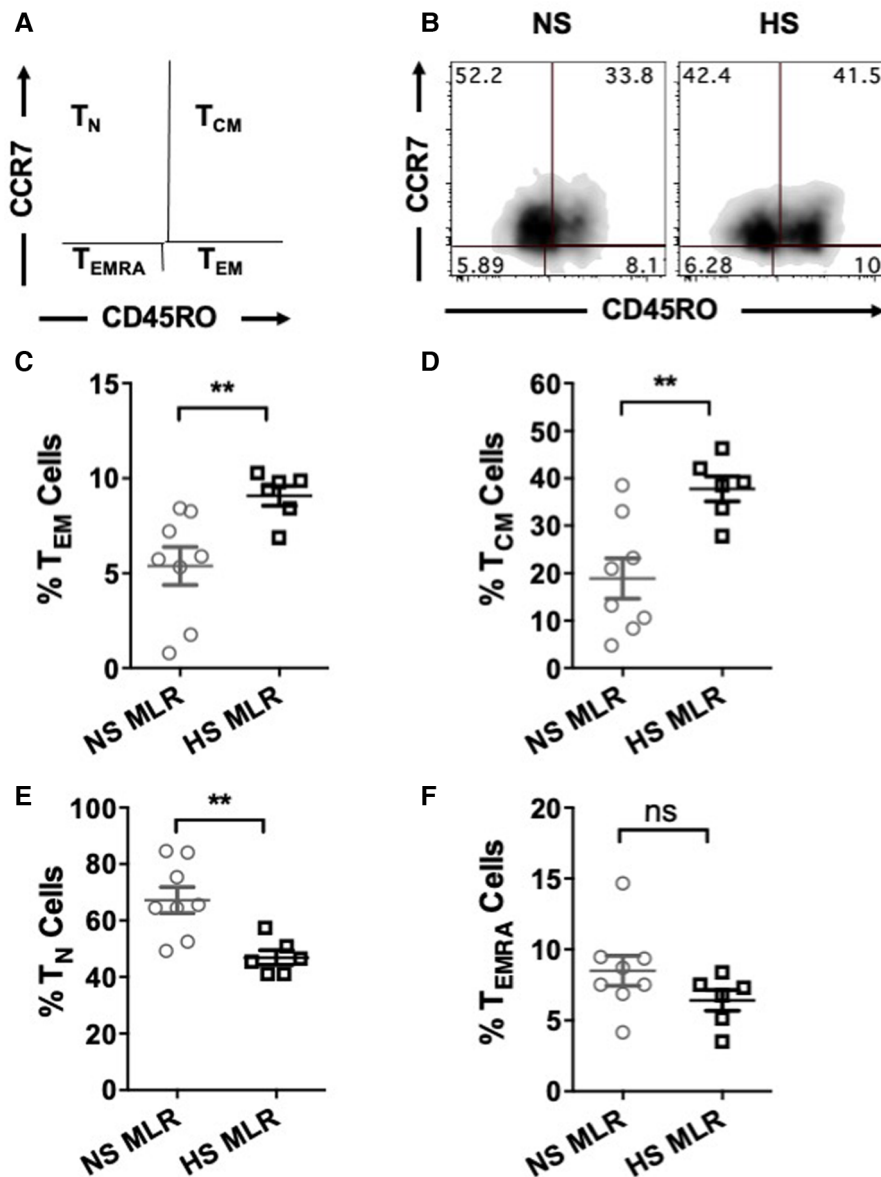 A
CCR7
T_N
T_CM
T_EMRA
T_EM
CD45RO
B
NS
HS
CCR7
52.2
33.8
5.89
8.1
42.4
41.5
6.28
10
CD45RO
C
% T_EM Cells
15
10
5
0
**
NS MLR
HS MLR
D
% T_CM Cells
60
50
40
30
20
10
0
**
NS MLR
HS MLR
E
% T_N Cells
100
80
60
40
20
0
**
NS MLR
HS MLR
F
% T_EMRA Cells
20
15
10
5
0
ns
NS MLR
HS MLR